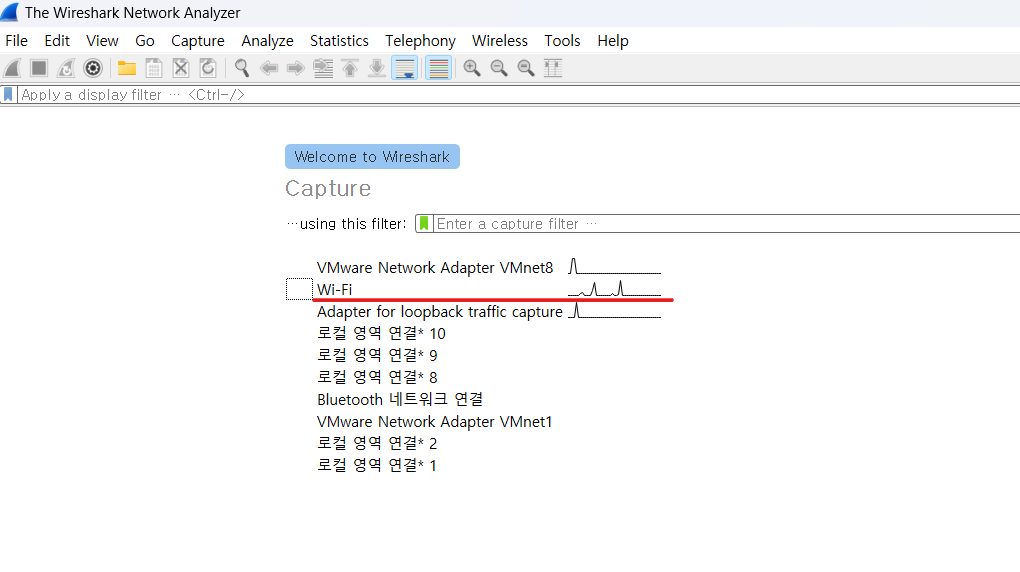 The Wireshark Network Analyzer
File Edit View Go Capture Analyze Statistics Telephony Wireless Tools Help
Apply a display filter ··· <Ctrl-/>
Welcome to Wireshark
Capture
···using this filter: Enter a capture filter ···
VMware Network Adapter VMnet8
Wi-Fi
Adapter for loopback traffic capture
로컬 영역 연결* 10
로컬 영역 연결* 9
로컬 영역 연결* 8
Bluetooth 네트워크 연결
VMware Network Adapter VMnet1
로컬 영역 연결* 2
로컬 영역 연결* 1